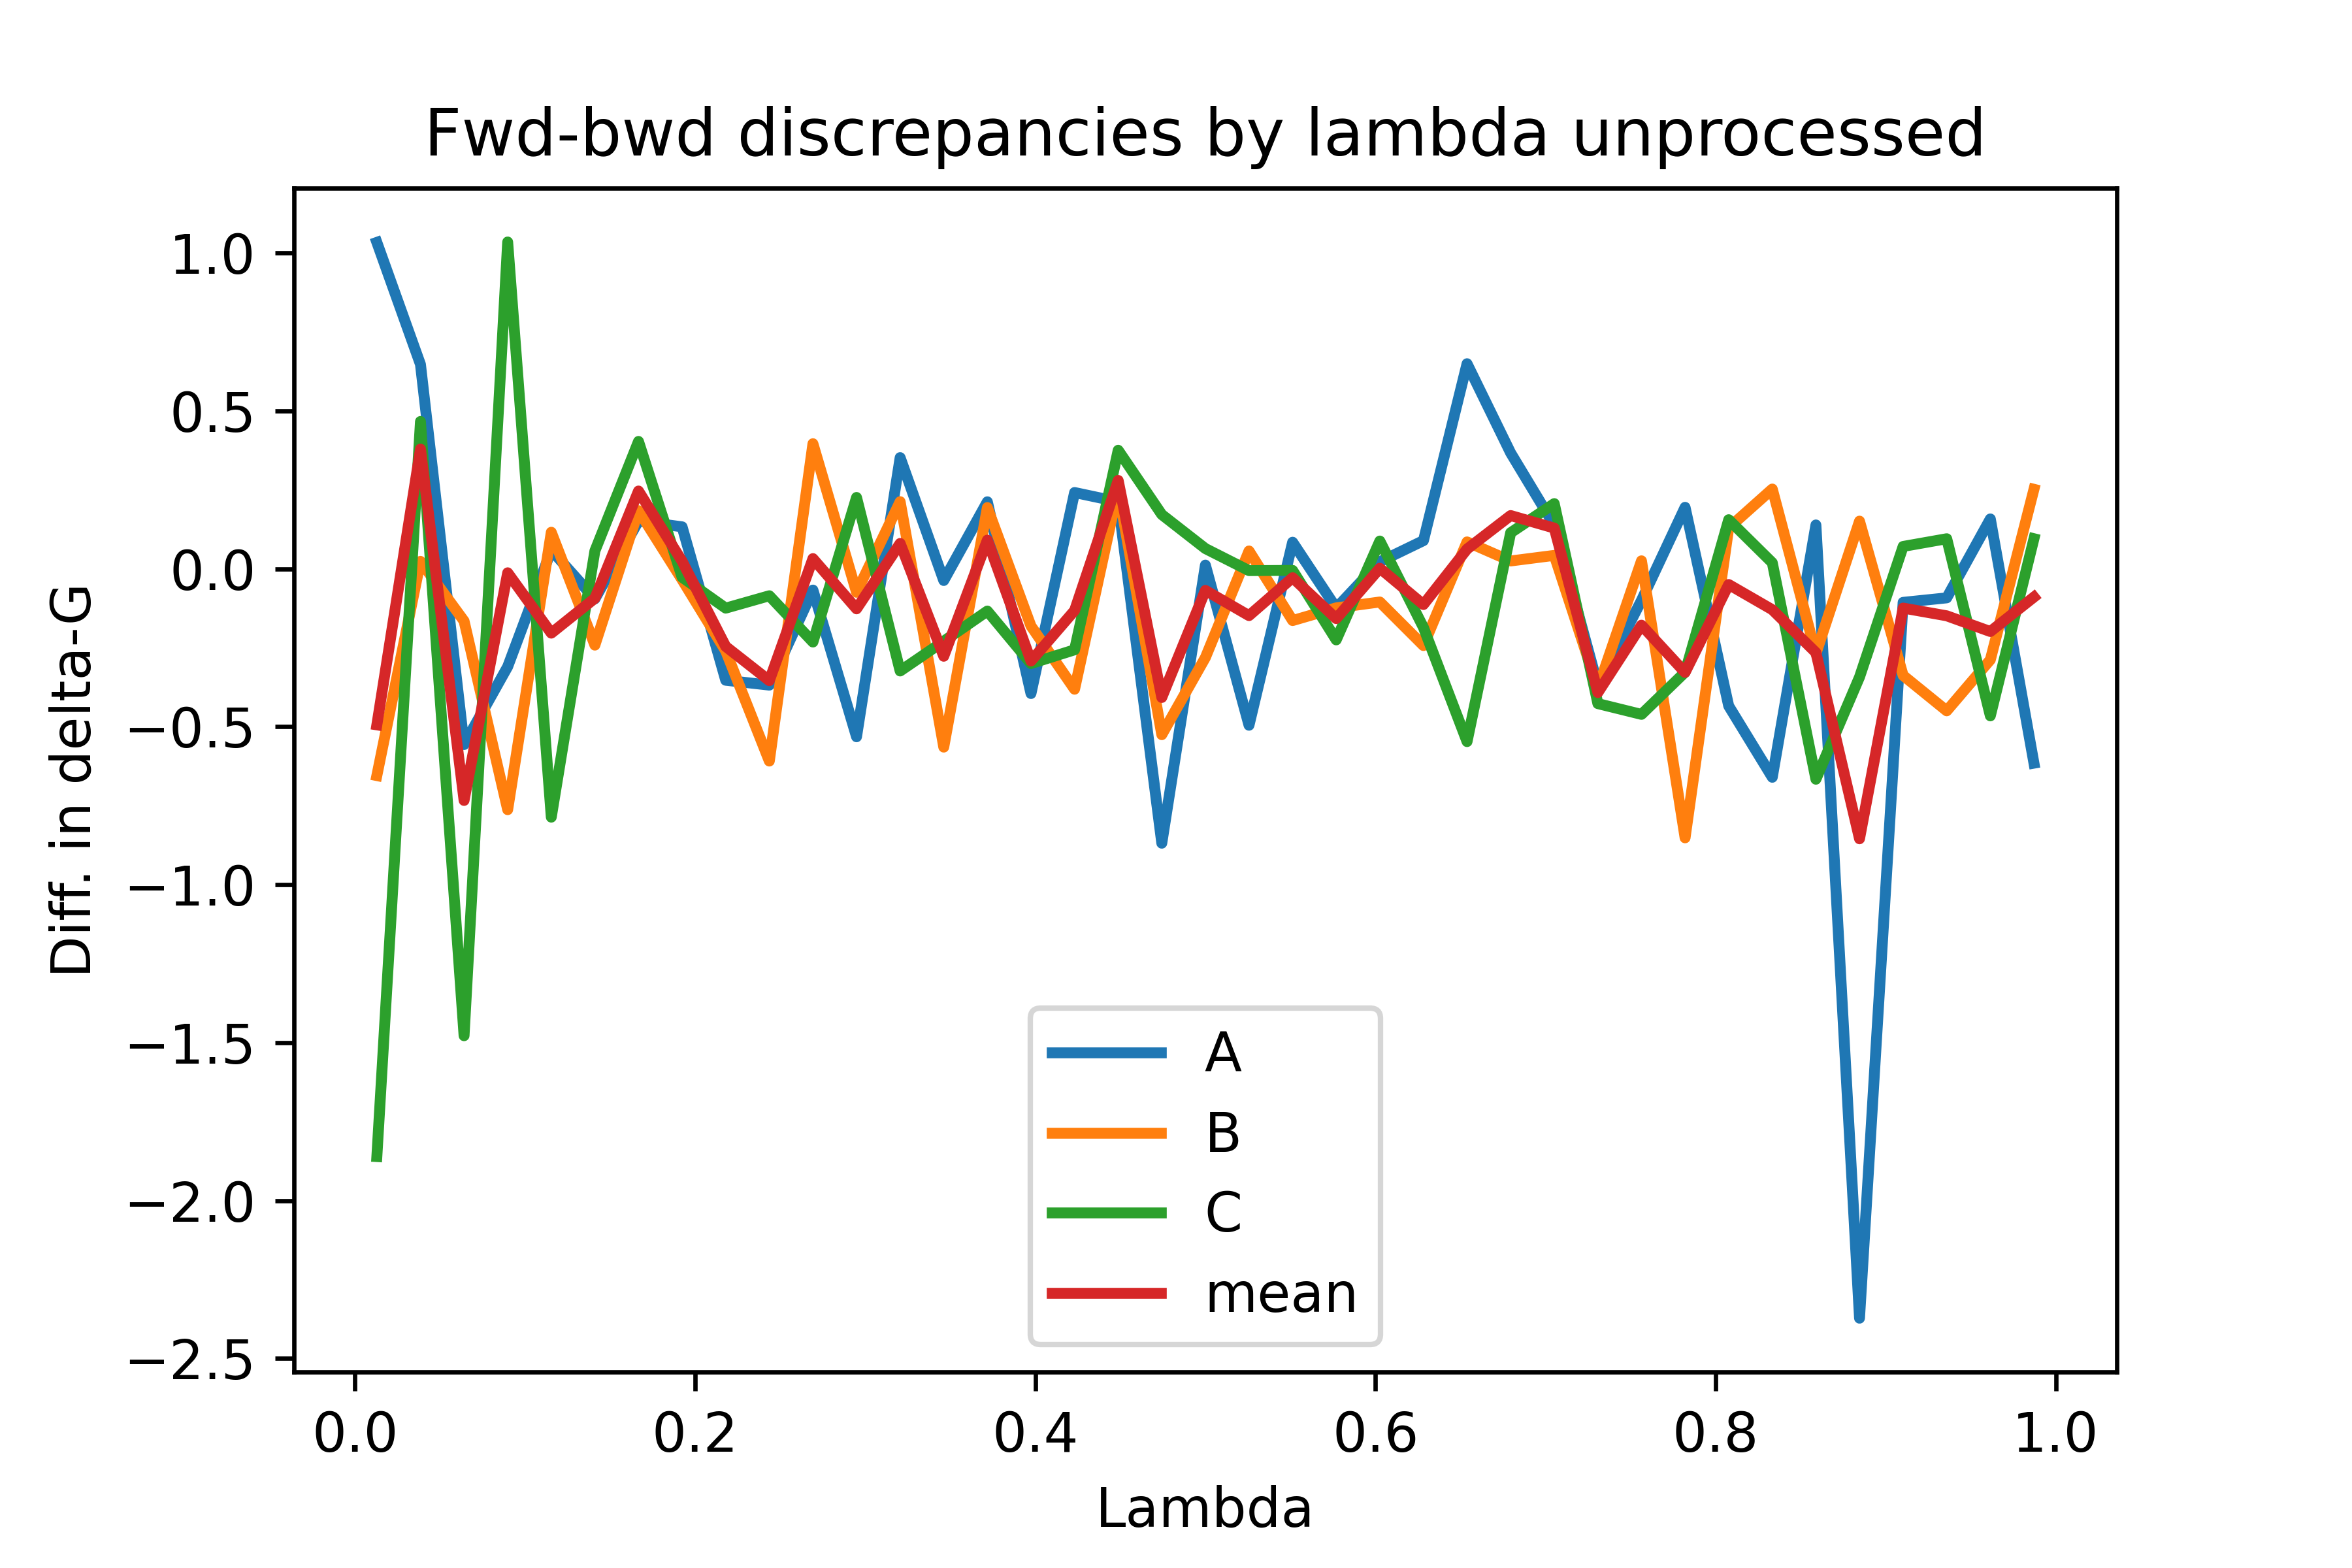 Fwd-bwd discrepancies by lambda unprocessed
Diff. in delta-G
1.0
0.5
0.0
−0.5
−1.0
−1.5
−2.0
−2.5
A
B
C
mean
0.0 0.2 0.4 0.6 0.8 1.0
Lambda